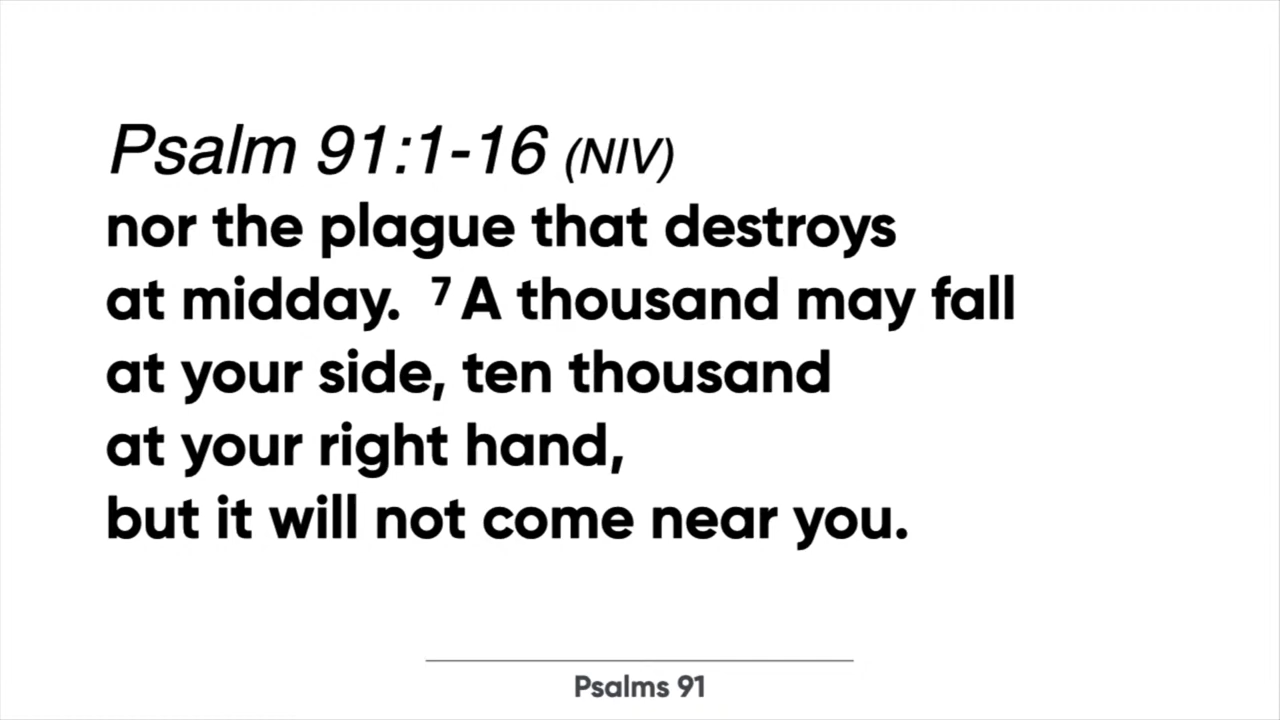 Psalm 91:1-16 (NIV)
nor the plague that destroys
at midday. ⁷ A thousand may fall
at your side, ten thousand
at your right hand,
but it will not come near you.
Psalms 91